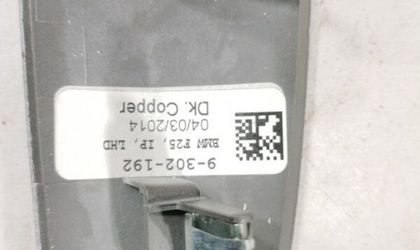 9-302-192
BMW F25, IP, LHD
04/03/2014
Dk. Copper